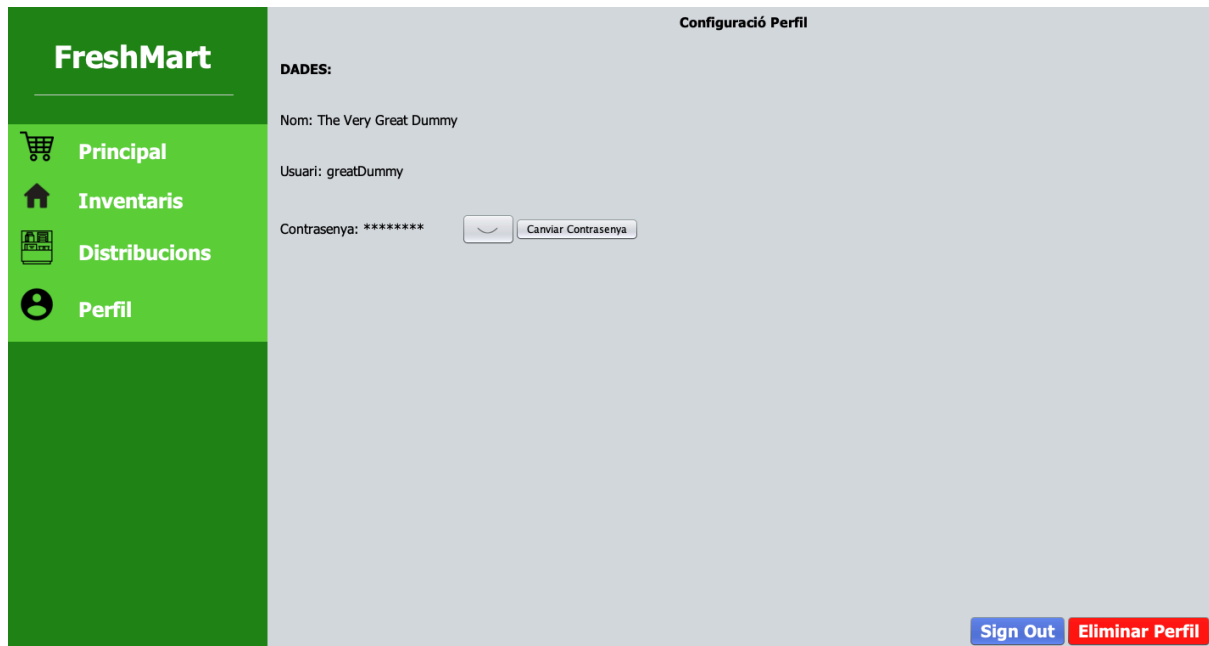 FreshMart
Principal
Inventaris
Distribucions
Perfil
Configuració Perfil
DADES:
Nom: The Very Great Dummy
Usuari: greatDummy
Contrasenya: ******** Canviar Contrasenya
Sign Out Eliminar Perfil